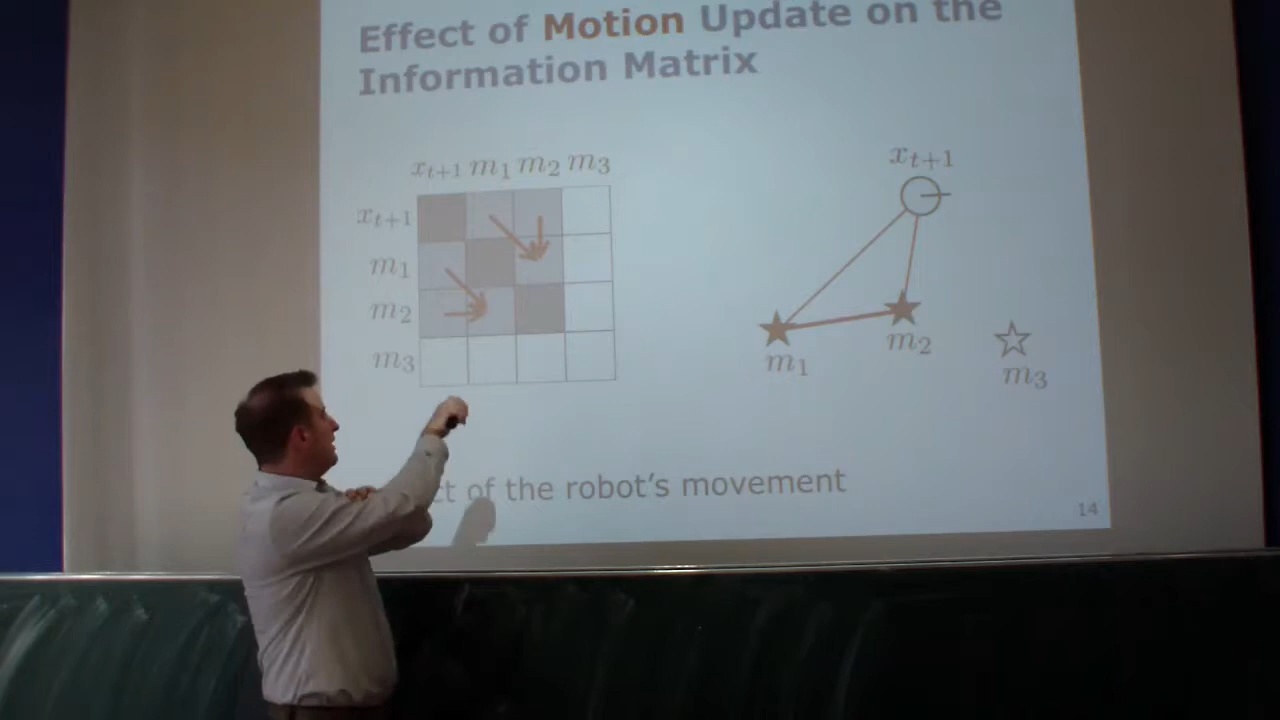 Effect of Motion Update on the
Information Matrix
x_{t+1} m_1 m_2 m_3
x_{t+1}
m_1
m_2
m_3
x_{t+1}
m_1
m_2
m_3
of the robot's movement
14